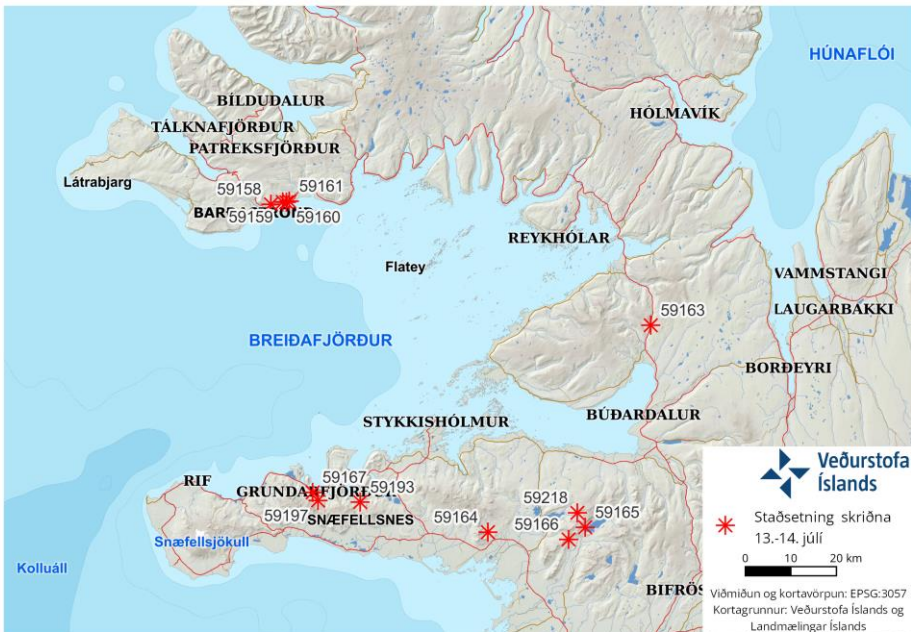 HÚNAFLÓI
BÍLDUDALUR
HÓLMAVÍK
TÁLKNAFJÖRÐUR
PATREKSFJÖRÐUR
Látrabjarg
59158
59161
59159
59160
REYKHÓLAR
Flatey
VAMMSTANGI
59163
LAUGARBAKKI
BREIÐAFJÖRÐUR
BORÐEYRI
STYKKISHÓLMUR
BÚÐARDALUR
RIF
59167
59193
59197
SNÆFELLSNES
59218
59165
59164
59166
Snæfellsjökull
Kolluáll
Veðurstofa
Íslands
Staðsetning skriðna
13.-14. júlí
0 10 20 km
Viðmiðun og kortavörpun: EPSG:3057
Kortagrunnur: Veðurstofa Íslands og
Landmælingar Íslands